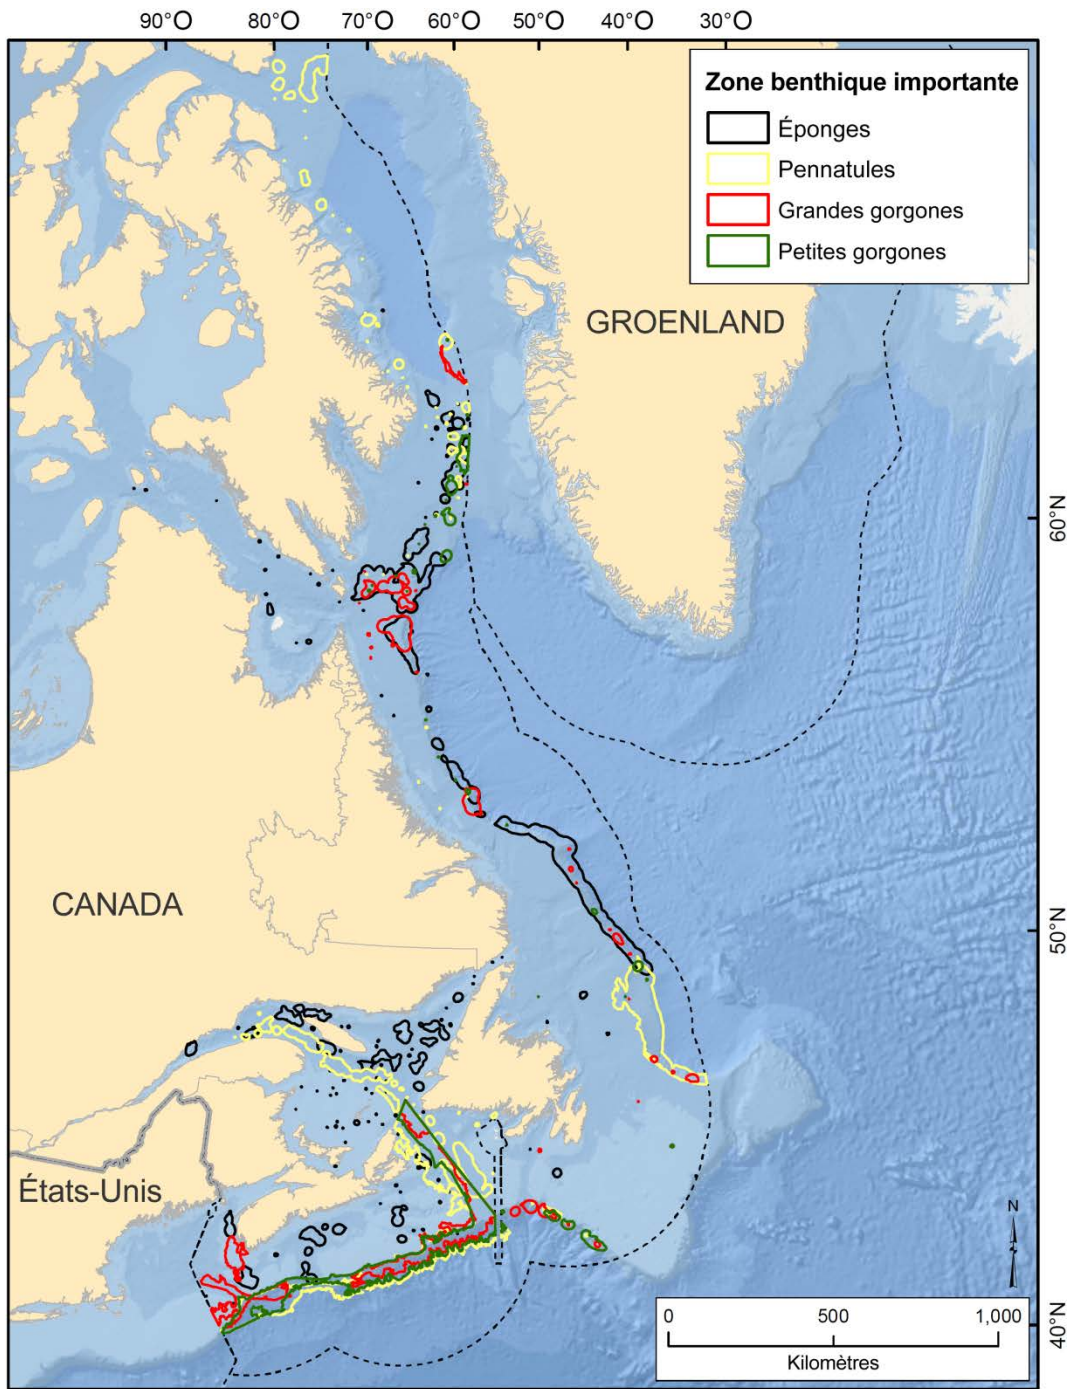 90°O 80°O 70°O 60°O 50°O 40°O 30°O
Zone benthique importante
Éponges
Pennatules
Grandes gorgones
Petites gorgones
GROENLAND
60°N
CANADA
50°N
États-Unis
N
0 500 1,000
Kilomètres
40°N